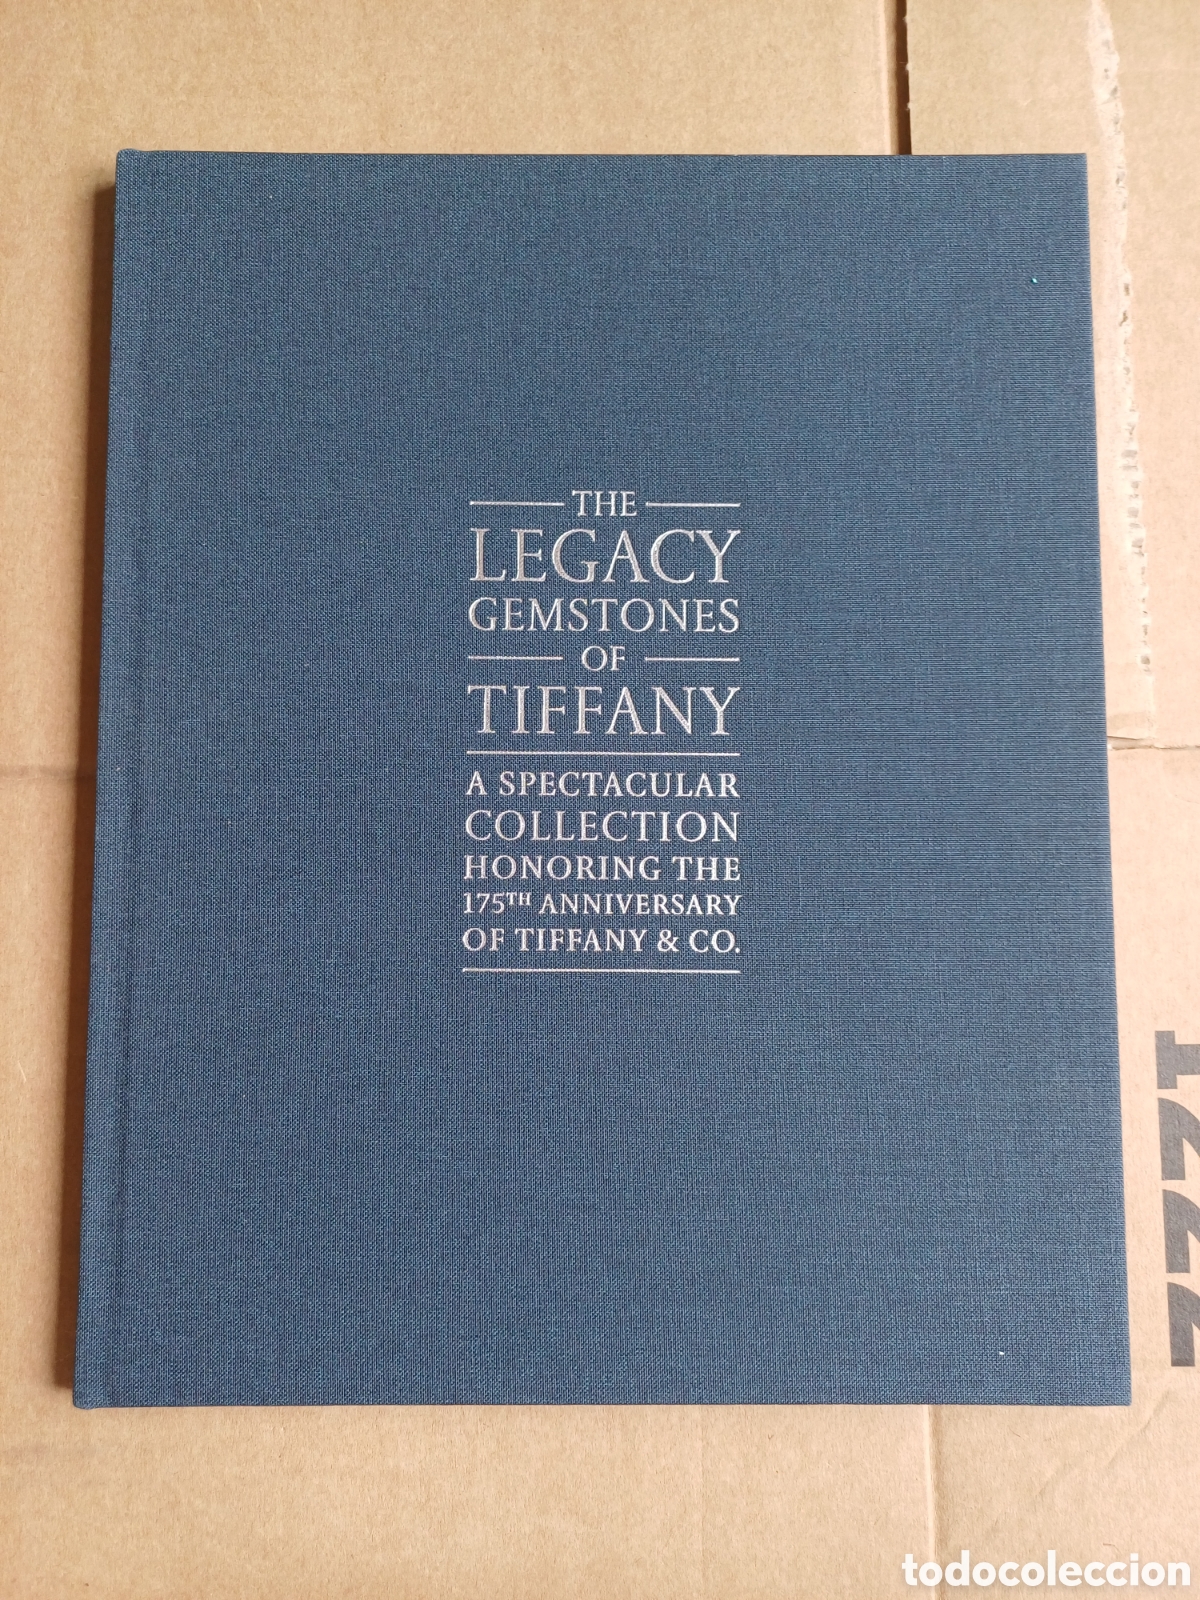 THE
LEGACY
GEMSTONES
OF
TIFFANY
A SPECTACULAR
COLLECTION
HONORING THE
175TH ANNIVERSARY
OF TIFFANY & CO.
todocoleccion